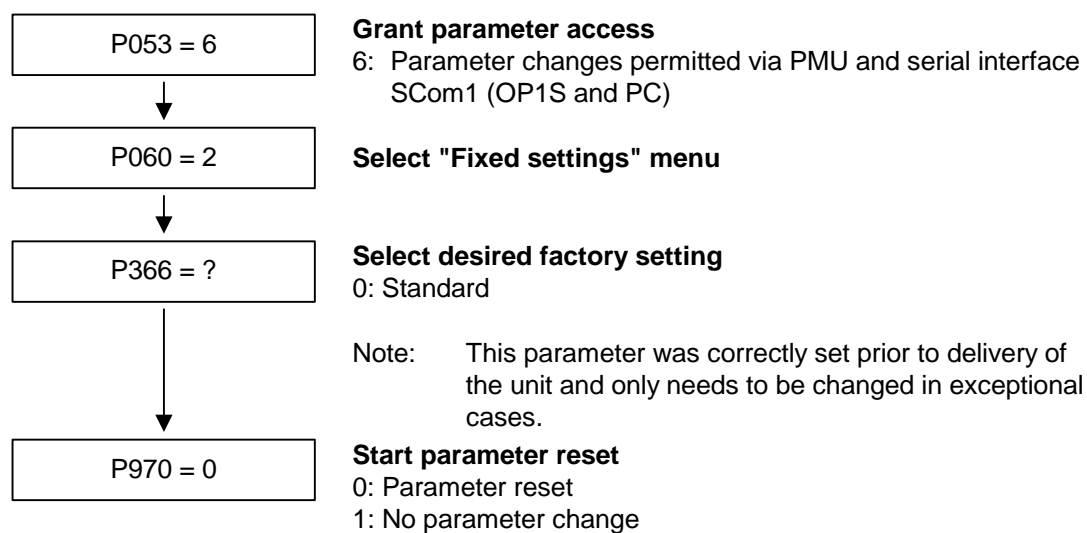 P053 = 6
Grant parameter access
6: Parameter changes permitted via PMU and serial interface
SCom1 (OP1S and PC)
P060 = 2
Select "Fixed settings" menu
P366 = ?
Select desired factory setting
0: Standard
Note: This parameter was correctly set prior to delivery of
the unit and only needs to be changed in exceptional
cases.
P970 = 0
Start parameter reset
0: Parameter reset
1: No parameter change